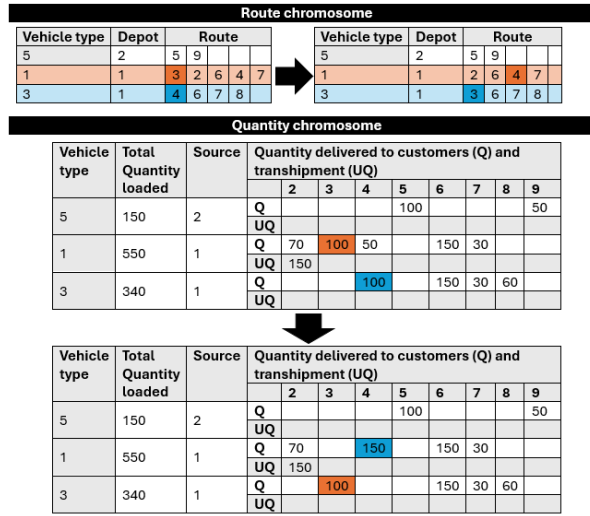 Route chromosome
Vehicle type Depot Route
5 2 5 9
1 1 3 2 6 4 7
3 1 4 6 7 8
Vehicle type Depot Route
5 2 5 9
1 1 2 6 4 7
3 1 3 6 7 8
Quantity chromosome
Vehicle type Total Quantity loaded Source Quantity delivered to customers (Q) and transhipment (UQ)
2 3 4 5 6 7 8 9
5 150 2 Q 100 50
UQ
1 550 1 Q 70 100 50 150 30
UQ 150
3 340 1 Q 100 150 30 60
UQ
Vehicle type Total Quantity loaded Source Quantity delivered to customers (Q) and transhipment (UQ)
2 3 4 5 6 7 8 9
5 150 2 Q 100 50
UQ
1 550 1 Q 70 150 150 30
UQ 150
3 340 1 Q 100 150 30 60
UQ